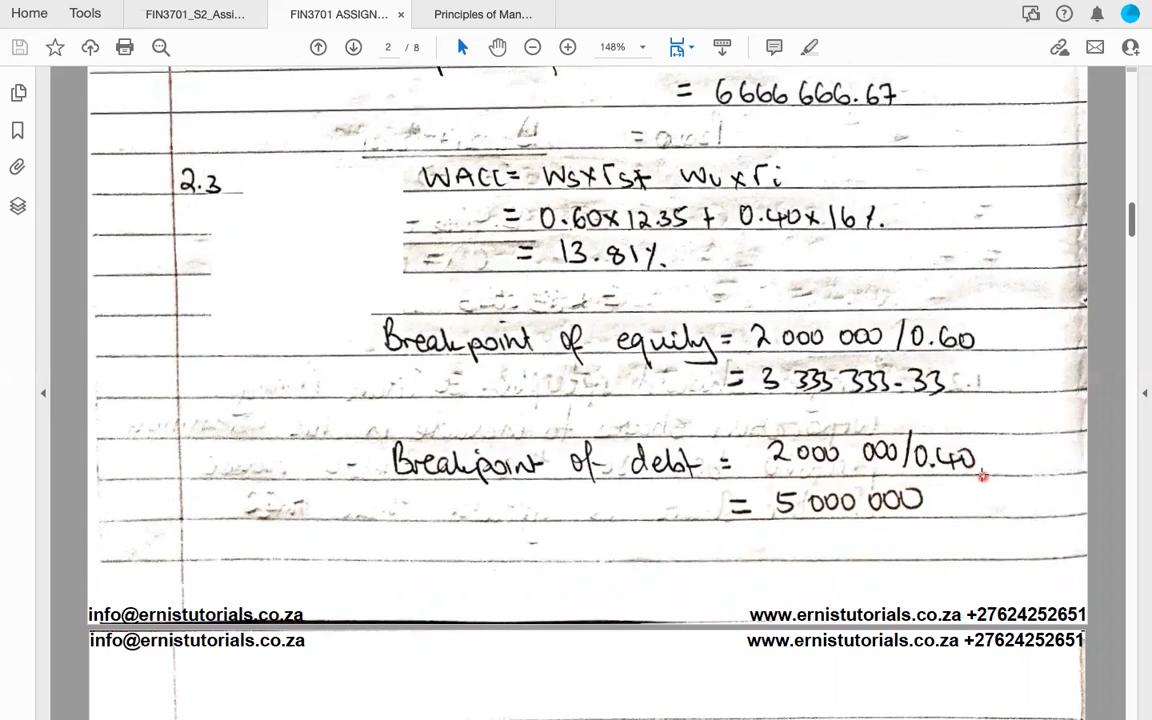 Home Tools FIN3701_S2_Assi... FIN3701 ASSIGN... × Principles of Man...
2 / 8 148%
= 6666 666.67
2.3 WACC = Ws×rs+ Wv×ri
= 0.60×12.35 + 0.40×16%.
= 13.81%.
Breakpoint of equity = 2 000 000 /0.60
= 3 333 333.33
Breakpoint of debt = 2 000 000/0.40
= 5 000 000
info@ernistutorials.co.za www.ernistutorials.co.za +27624252651
info@ernistutorials.co.za www.ernistutorials.co.za +27624252651